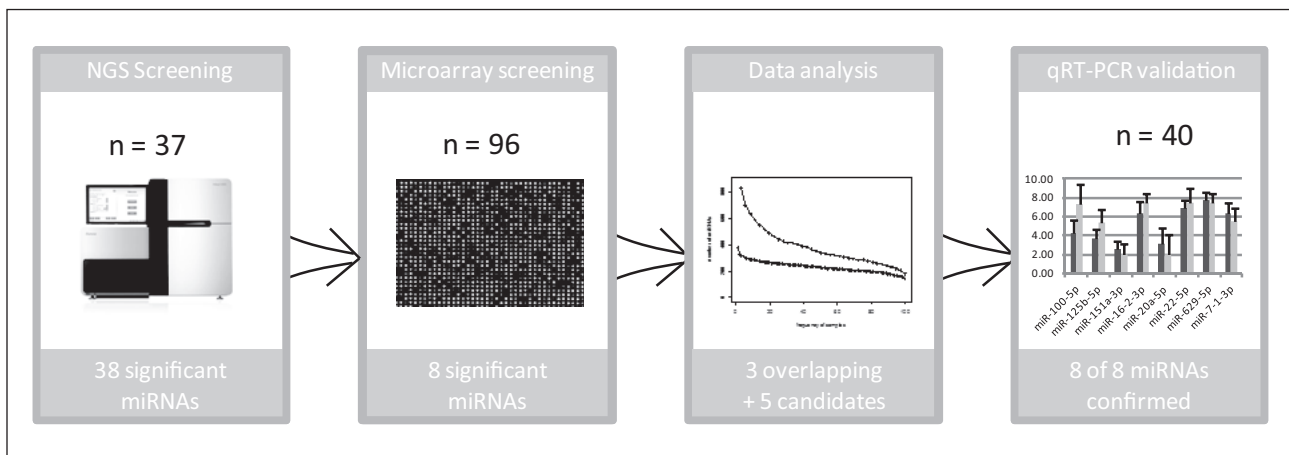 NGS Screening
n = 37
38 significant
miRNAs
Microarray screening
n = 96
8 significant
miRNAs
Data analysis
frequency of samples
3 overlapping
+ 5 candidates
qRT-PCR validation
n = 40
10.00
8.00
6.00
4.00
2.00
0.00
miR-100-5p
miR-125b-5p
miR-151a-3p
miR-16-2-3p
miR-20a-5p
miR-22-5p
miR-629-5p
miR-7-1-3p
8 of 8 miRNAs
confirmed